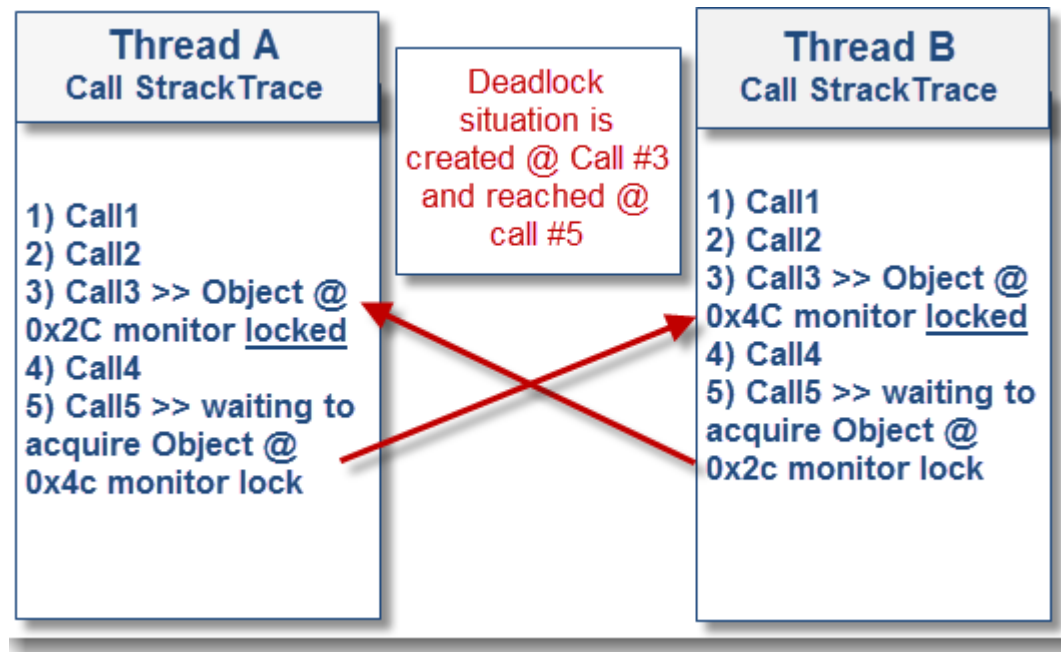 Thread A
Call StrackTrace
1) Call1
2) Call2
3) Call3 >> Object @
0x2C monitor locked
4) Call4
5) Call5 >> waiting to
acquire Object @
0x4c monitor lock
Deadlock
situation is
created @ Call #3
and reached @
call #5
Thread B
Call StrackTrace
1) Call1
2) Call2
3) Call3 >> Object @
0x4C monitor locked
4) Call4
5) Call5 >> waiting to
acquire Object @
0x2c monitor lock